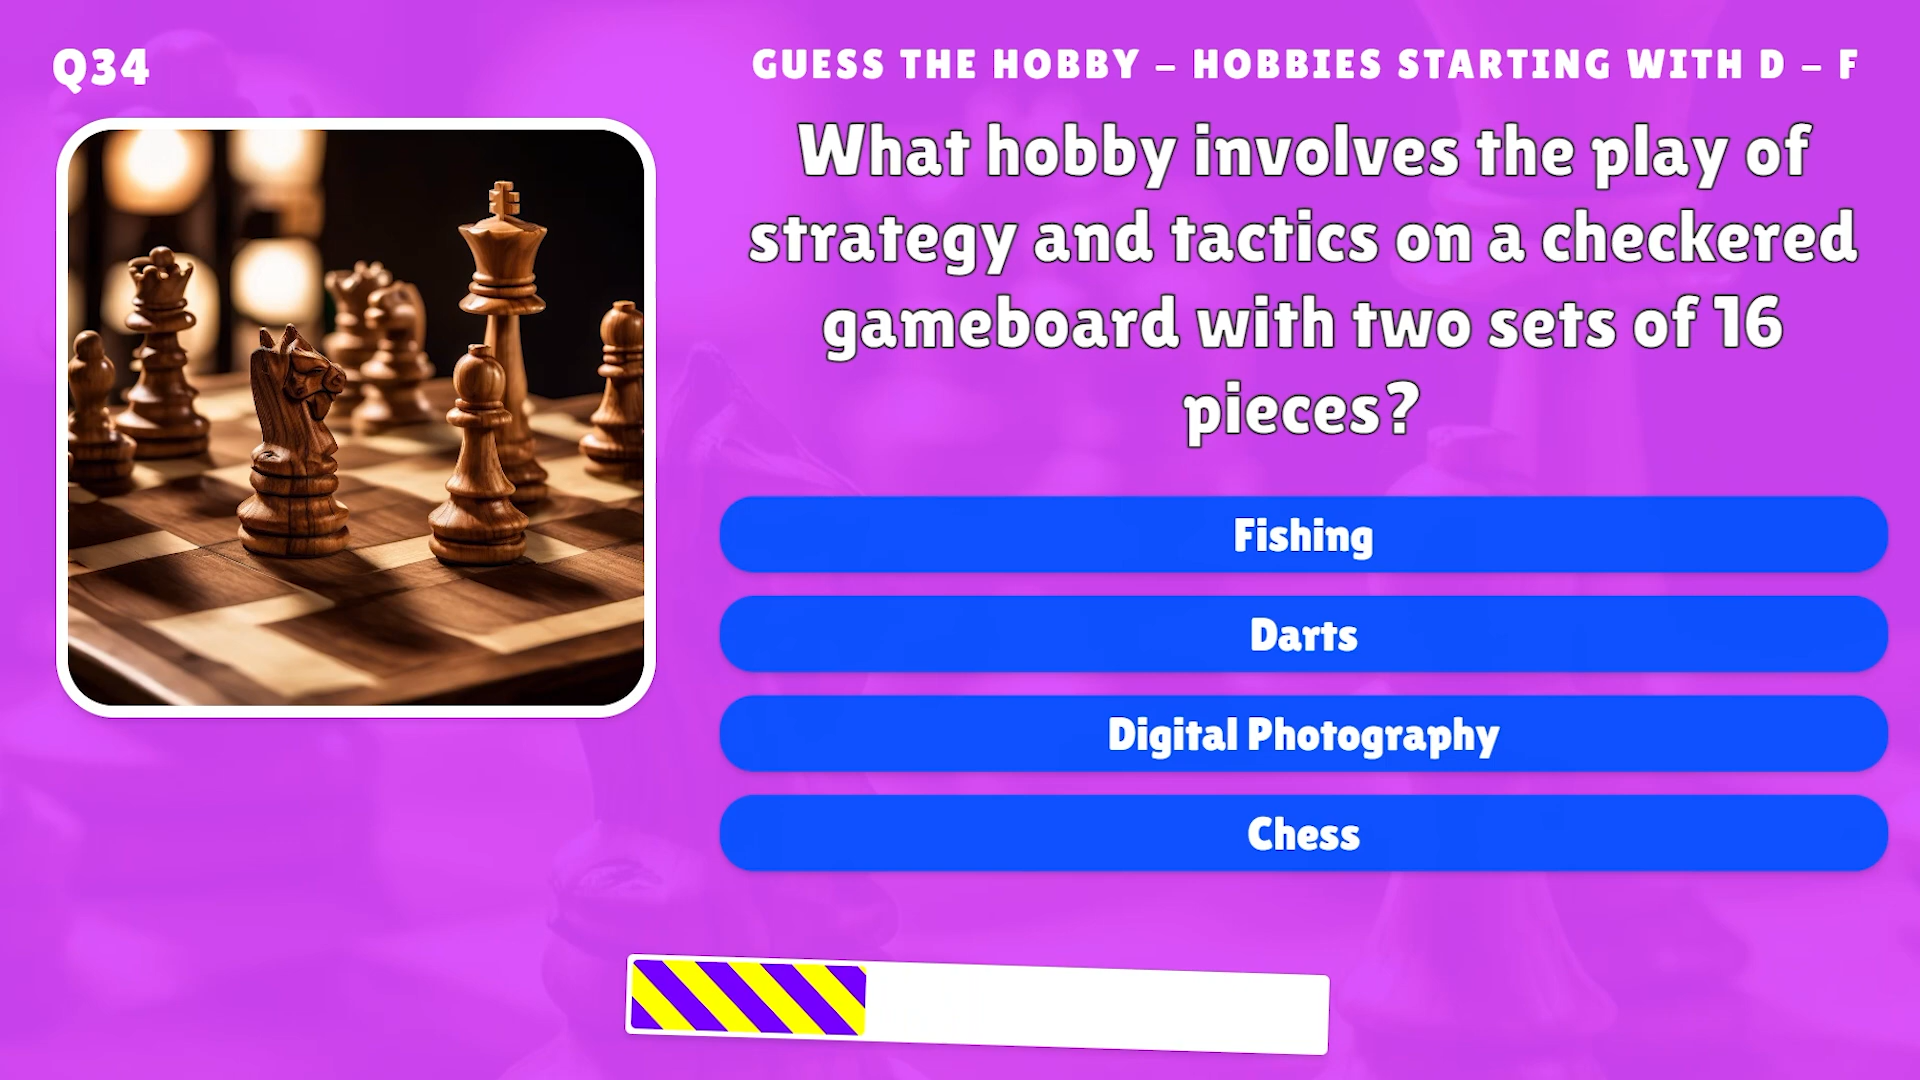 Q34
GUESS THE HOBBY – HOBBIES STARTING WITH D – F
What hobby involves the play of
strategy and tactics on a checkered
gameboard with two sets of 16
pieces?
Fishing
Darts
Digital Photography
Chess